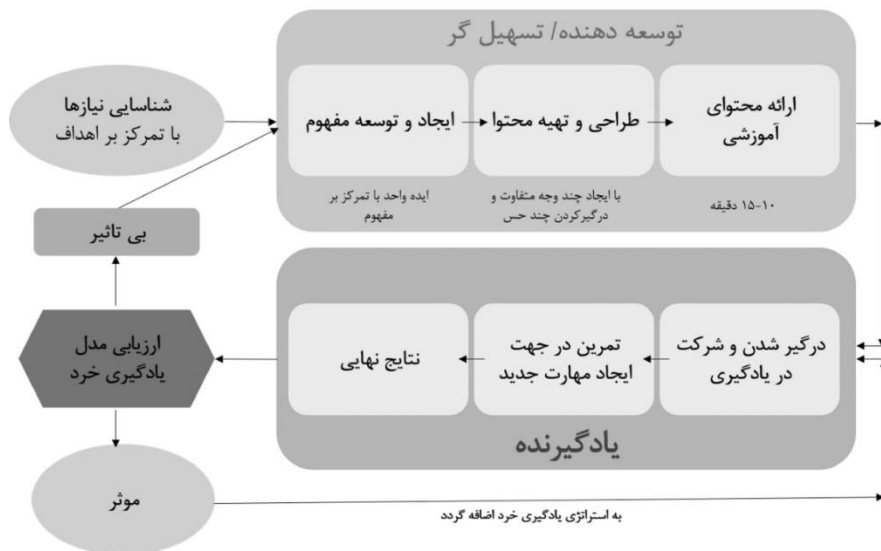 توسعه دهنده/ تسهیل گر
شناسایی نیازها
با تمرکز بر اهداف
ایجاد و توسعه مفهوم
طراحی و تهیه محتوا
ارائه محتوای
آموزشی
ایده واحد با تمرکز بر
مفهوم
با ایجاد چند وجه متفاوت و
درگیرکردن چند حس
۱۰-۱۵ دقیقه
بی تاثیر
درگیر شدن و شرکت
در یادگیری
تمرین در جهت
ایجاد مهارت جدید
نتایج نهایی
ارزیابی مدل
یادگیری خرد
یادگیرنده
موثر
به استراتژی یادگیری خرد اضافه گردد